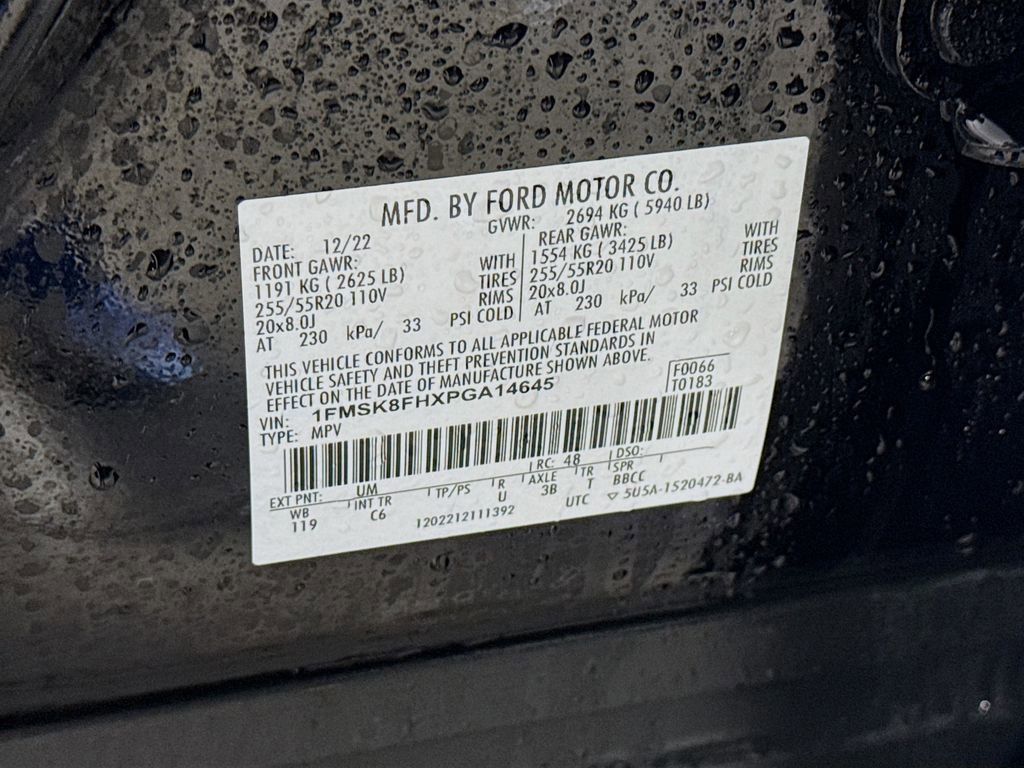 MFD. BY FORD MOTOR CO.
DATE: 12/22 GVWR: 2694 KG ( 5940 LB)
FRONT GAWR: WITH REAR GAWR: WITH
1191 KG ( 2625 LB) TIRES 1554 KG ( 3425 LB) TIRES
255/55R20 110V RIMS 255/55R20 110V RIMS
20x8.0J PSI COLD 20x8.0J PSI COLD
AT 230 kPa/ 33 AT 230 kPa/ 33
THIS VEHICLE CONFORMS TO ALL APPLICABLE FEDERAL MOTOR
VEHICLE SAFETY AND THEFT PREVENTION STANDARDS IN
EFFECT ON THE DATE OF MANUFACTURE SHOWN ABOVE.
VIN: 1FMSK8FHXPGA14645 F0066
TYPE: MPV T0183
EXT PNT: UM RC: 48 DSO:
WB INT TR TP/PS R AXLE TR SPR
119 C6 U 3B T BBCC
1202212111392 UTC ▽ 5U5A-1520472-BA